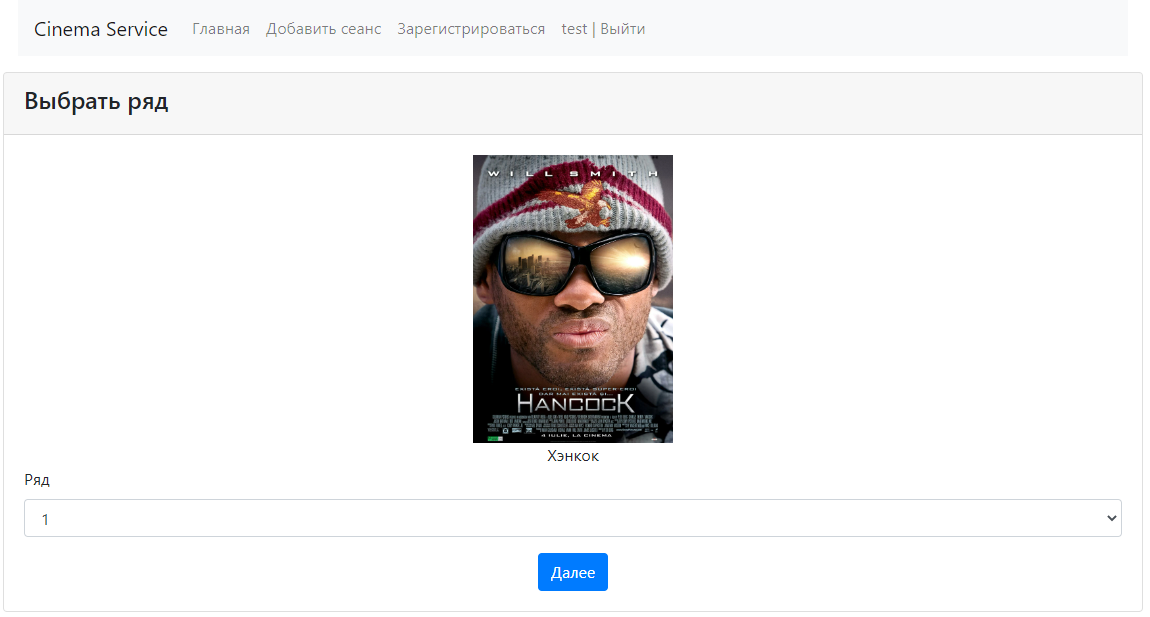 Cinema Service Главная Добавить сеанс Зарегистрироваться test | Выйти
Выбрать ряд
WILL SMITH
EXISTĂ EROI, EXISTĂ SUPER-EROI
DAR MAI EXISTĂ ȘI...
HANCOCK
4 IULIE, LA CINEMA
Хэнкок
Ряд
1
Далее